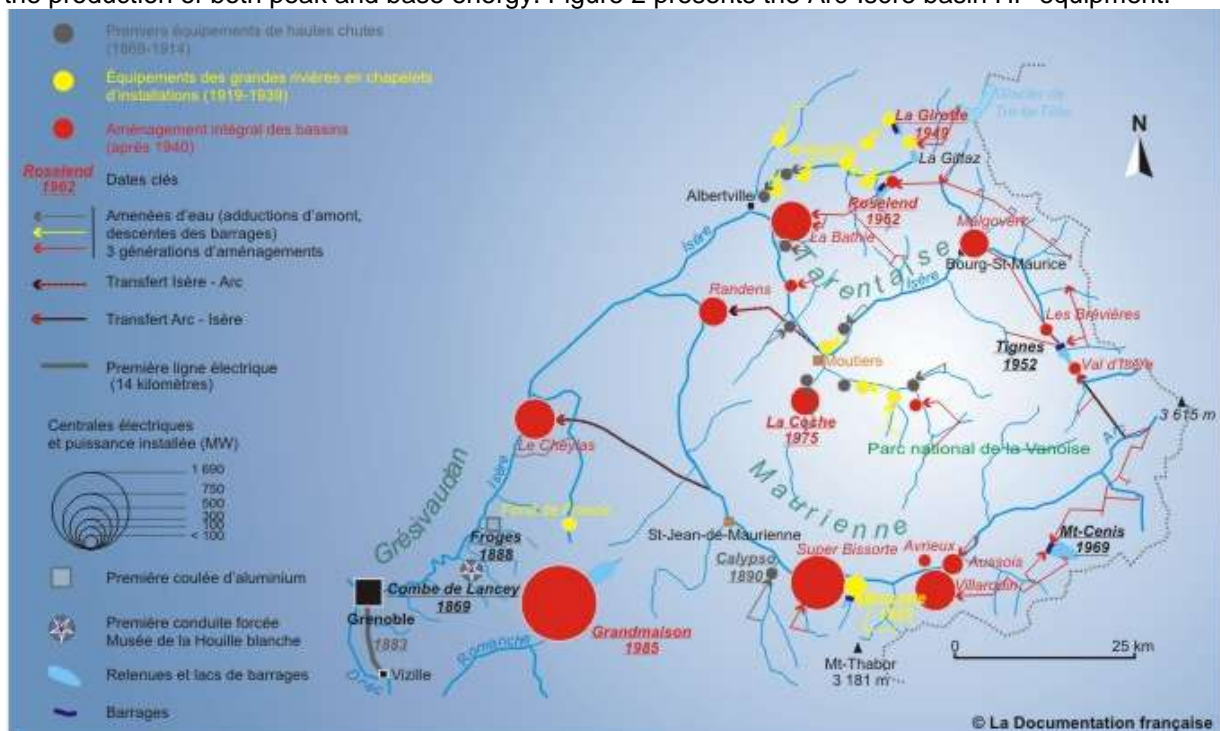 the production of both peak and base energy. Figure 2 presents the Arc-Isère basin HP equipment.
Premiers équipements de hautes chutes
(1869-1914)
Équipements des grandes rivières en chapelets
d'installations (1919-1939)
Aménagement intégral des bassins
(après 1940)
Roselend
1962
Dates clés
Amenées d'eau (adductions d'amont,
descentes des barrages)
3 générations d'aménagements
Transfert Isère - Arc
Transfert Arc - Isère
Première ligne électrique
(14 kilomètres)
Centrales électriques
et puissance installée (MW)
1 690
750
500
300
100
< 100
Première coulée d'aluminium
Première conduite forcée
Musée de la Houille blanche
Retenues et lacs de barrages
Barrages
N
Glacier de
La Girotte
1949
La Gittaz
Albertville
Roselend
1962
La Bathie
Malgovert
Bourg-St-Maurice
Isère
Tarentaise
Isère
Randens
Les Brévières
Tignes
1952
Val d'Isère
Moutiers
3 615 m
La Coche
1975
Parc national de la Vanoise
Arc
Le Cheylas
Maurienne
Grésivaudan
Isère
St-Jean-de-Maurienne
Froges
1888
Mt-Cenis
1969
Calypso
1890
Super Bissorte
Avrieux
Aussois
Villarodin
Combe de Lancey
1869
Grenoble
1883
Grandmaison
1985
Romanche
Drac
Vizille
Mt-Thabor
3 181 m
0
25 km
© La Documentation française